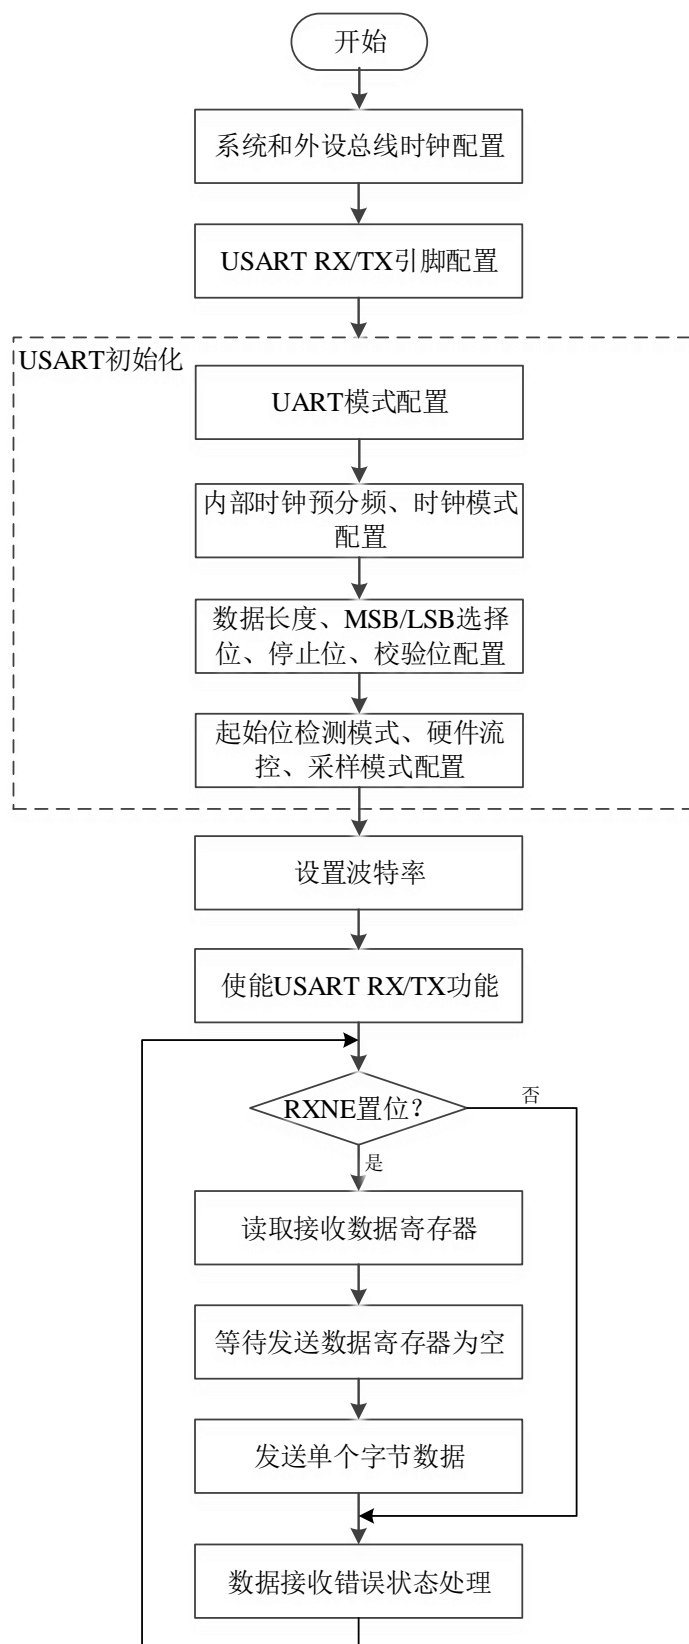 开始
系统和外设总线时钟配置
USART RX/TX引脚配置
USART初始化
UART模式配置
内部时钟预分频、时钟模式
配置
数据长度、MSB/LSB选择
位、停止位、校验位配置
起始位检测模式、硬件流
控、采样模式配置
设置波特率
使能USART RX/TX功能
RXNE置位?
否
是
读取接收数据寄存器
等待发送数据寄存器为空
发送单个字节数据
数据接收错误状态处理